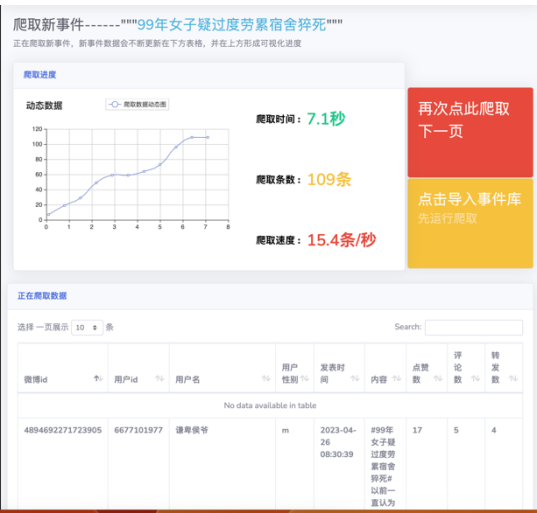 爬取新事件------"""99年女子疑过度劳累宿舍猝死"""
正在爬取新事件，新事件数据会不断更新在下方表格，并在上方形成可视化进度
爬取进度
动态数据
爬取数据动态图
120
100
80
60
40
20
0
0 1 2 3 4 5 6 7 8
爬取时间： 7.1秒
爬取条数： 109条
爬取速度： 15.4条/秒
再次点此爬取
下一页
点击导入事件库
先运行爬取
正在爬取数据
选择 一页展示 10 条
Search:
微博id 用户id 用户名 用户性别 发表时间 内容 点赞数 评论数 转发数
No data available in table
4894692271723905 6677101977 谦卑侯爷 m 2023-04- #99年 17 5 4
26 女子疑
08:30:39 过度劳
累宿舍
猝死#
以前一
直认为